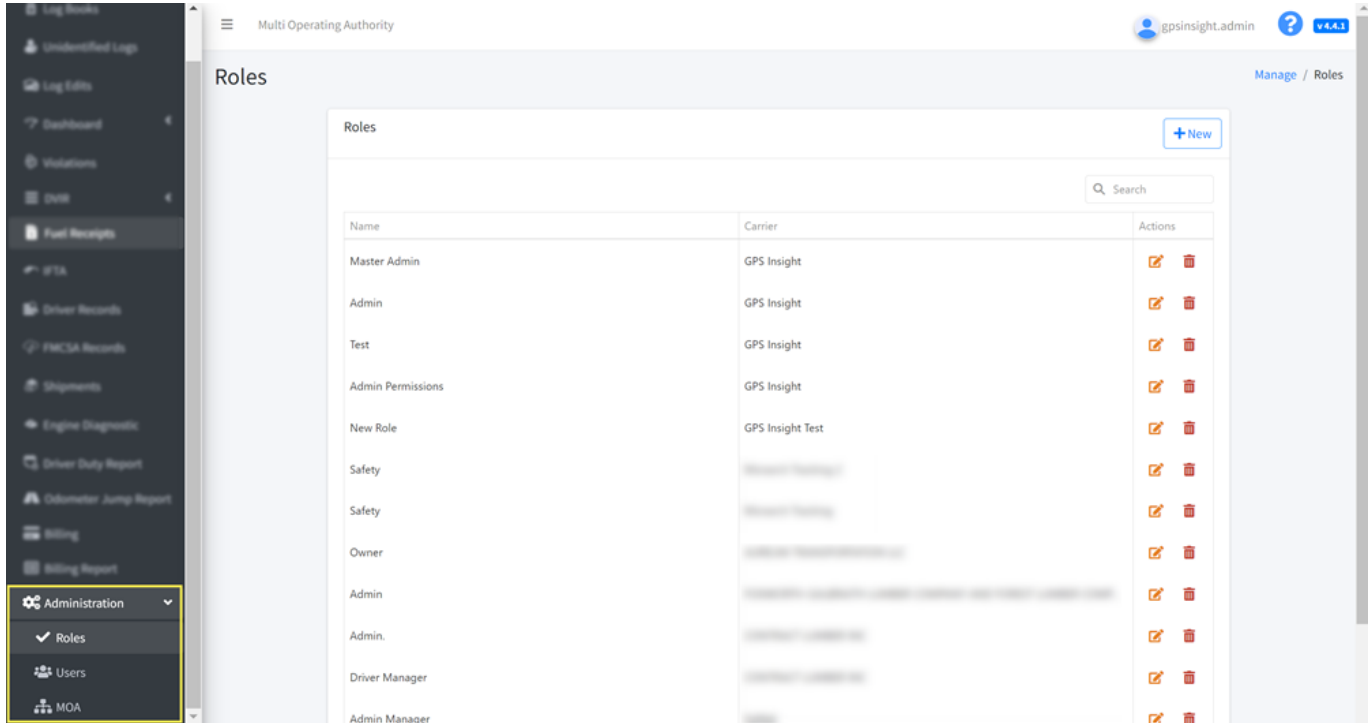 Log Books
Multi Operating Authority
gpsinsight.admin
v 4.4.1
Unidentified Logs
Roles
Manage / Roles
Log Edits
Dashboard
Violations
DVIR
Fuel Receipts
IFTA
Driver Records
FMCSA Records
Shipments
Engine Diagnostic
Driver Duty Report
Odometer Jump Report
Billing
Billing Report
Administration
Roles
Users
MOA
Roles
New
Search
Name Carrier Actions
Master Admin GPS Insight
Admin GPS Insight
Test GPS Insight
Admin Permissions GPS Insight
New Role GPS Insight Test
Safety
Safety
Owner
Admin
Admin.
Driver Manager
Admin Manager